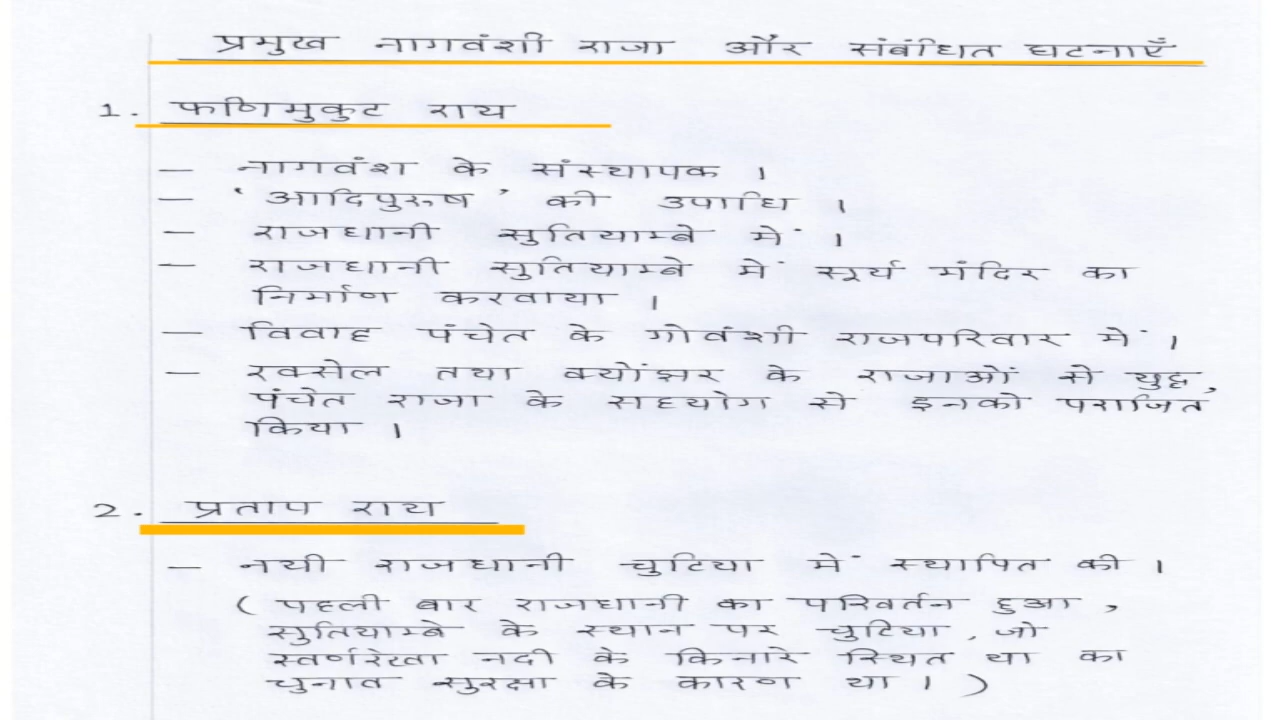 प्रमुख नागवंशी राजा और संबंधित घटनाएँ
1. फणिमुकुट राय
– नागवंश के संस्थापक ।
– 'आदिपुरुष' की उपाधि ।
– राजधानी सुतियाम्बे में ।
– राजधानी सुतियाम्बे में सूर्य मंदिर का
निर्माण करवाया ।
– विवाह पंचेत के गोवंशी राजपरिवार में ।
– रक्सेल तथा क्योंझर के राजाओं से युद्ध,
पंचेत राजा के सहयोग से इनको पराजित
किया ।
2. प्रताप राय
– नयी राजधानी चुटिया में स्थापित की ।
( पहली बार राजधानी का परिवर्तन हुआ ,
सुतियाम्बे के स्थान पर चुटिया , जो
स्वर्णरेखा नदी के किनारे स्थित था का
चुनाव सुरक्षा के कारण था । )